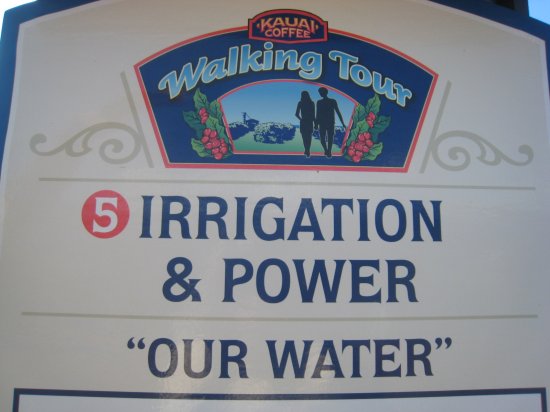 KAUAI
COFFEE
Walking Tour
5 IRRIGATION
& POWER
"OUR WATER"